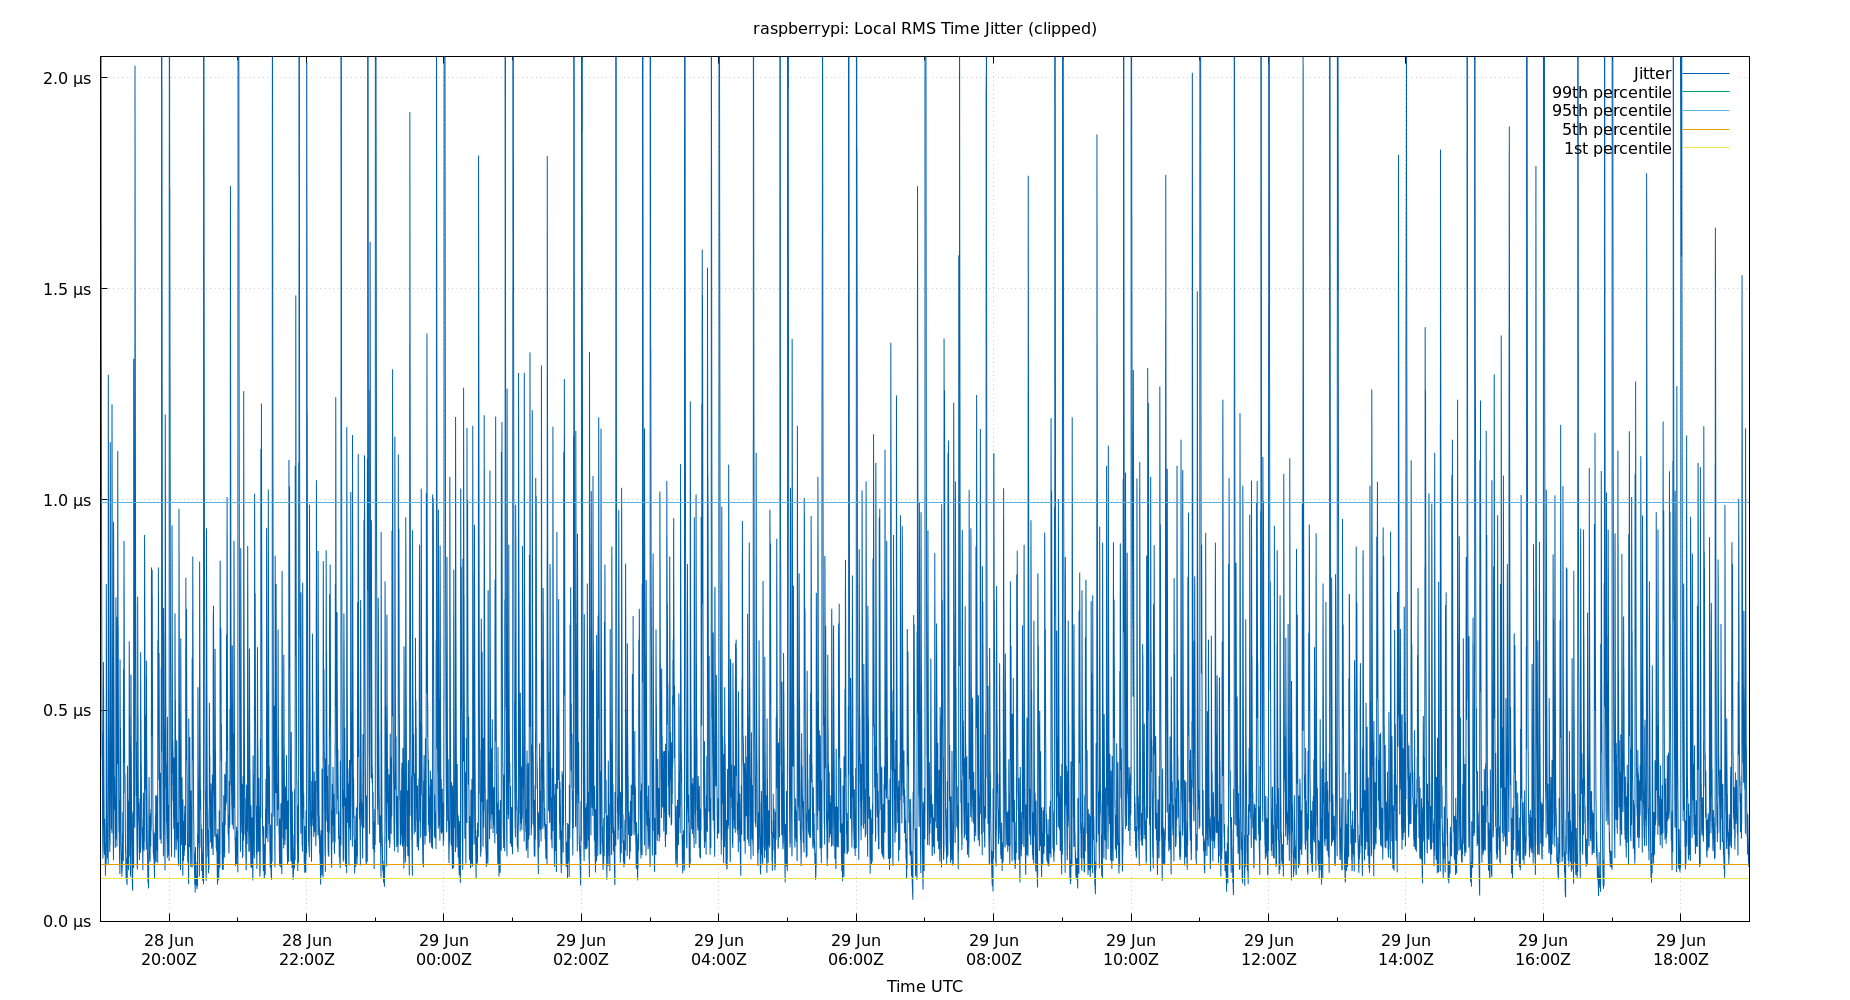 raspberrypi: Local RMS Time Jitter (clipped)
2.0 µs
1.5 µs
1.0 µs
0.5 µs
0.0 µs
Jitter
99th percentile
95th percentile
5th percentile
1st percentile
28 Jun 28 Jun 29 Jun 29 Jun 29 Jun 29 Jun 29 Jun 29 Jun 29 Jun 29 Jun 29 Jun 29 Jun
20:00Z 22:00Z 00:00Z 02:00Z 04:00Z 06:00Z 08:00Z 10:00Z 12:00Z 14:00Z 16:00Z 18:00Z
Time UTC